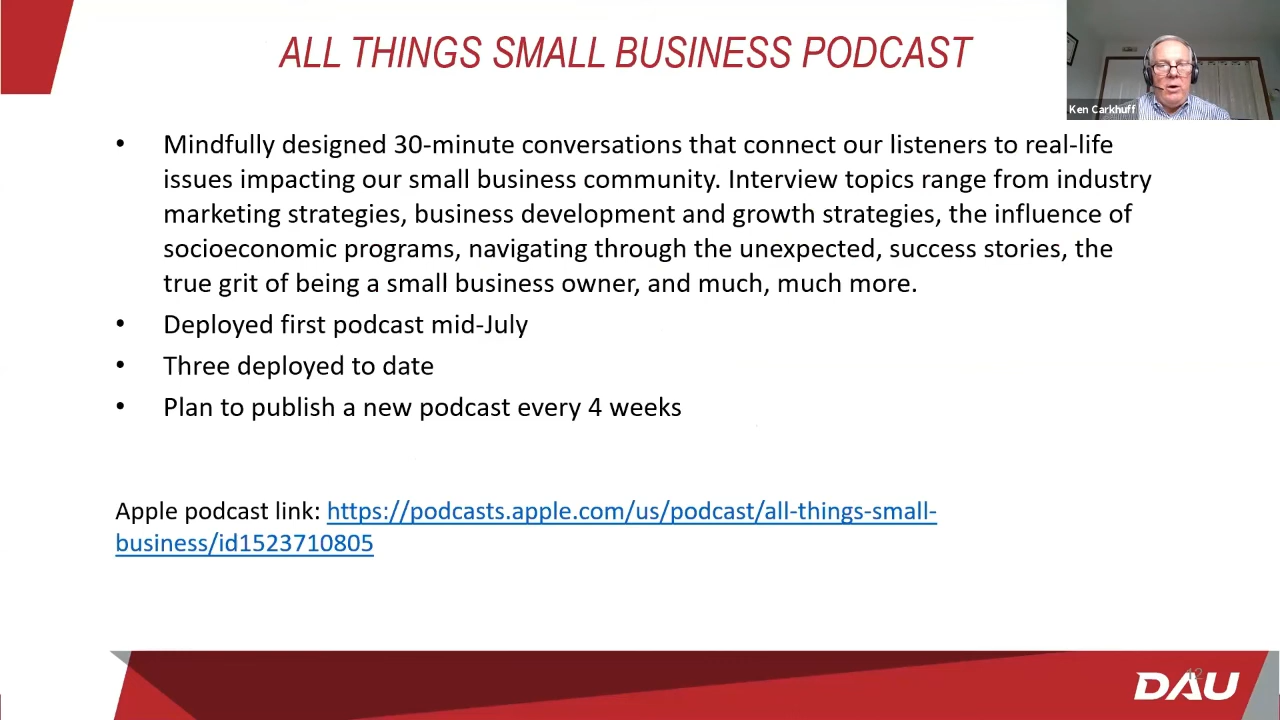 ALL THINGS SMALL BUSINESS PODCAST
Ken Carkhuff
• Mindfully designed 30-minute conversations that connect our listeners to real-life
issues impacting our small business community. Interview topics range from industry
marketing strategies, business development and growth strategies, the influence of
socioeconomic programs, navigating through the unexpected, success stories, the
true grit of being a small business owner, and much, much more.
• Deployed first podcast mid-July
• Three deployed to date
• Plan to publish a new podcast every 4 weeks
Apple podcast link: https://podcasts.apple.com/us/podcast/all-things-small-
business/id1523710805
12
DAU